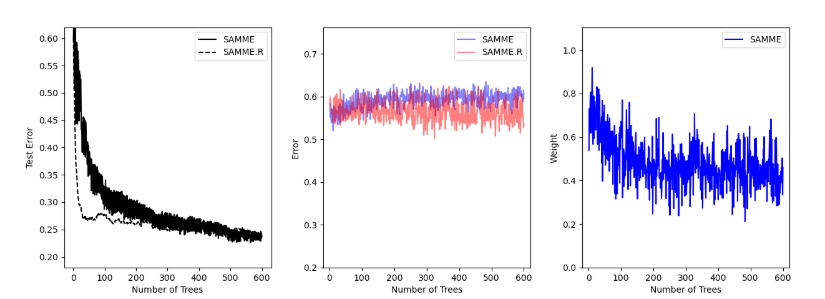 0.60
0.55
0.50
0.45
0.40
0.35
0.30
0.25
0.20
Test Error
SAMME
SAMME.R
0 100 200 300 400 500 600
Number of Trees
0.7
0.6
0.5
0.4
0.3
0.2
Error
SAMME
SAMME.R
0 100 200 300 400 500 600
Number of Trees
1.0
0.8
0.6
0.4
0.2
0.0
Weight
SAMME
0 100 200 300 400 500 600
Number of Trees